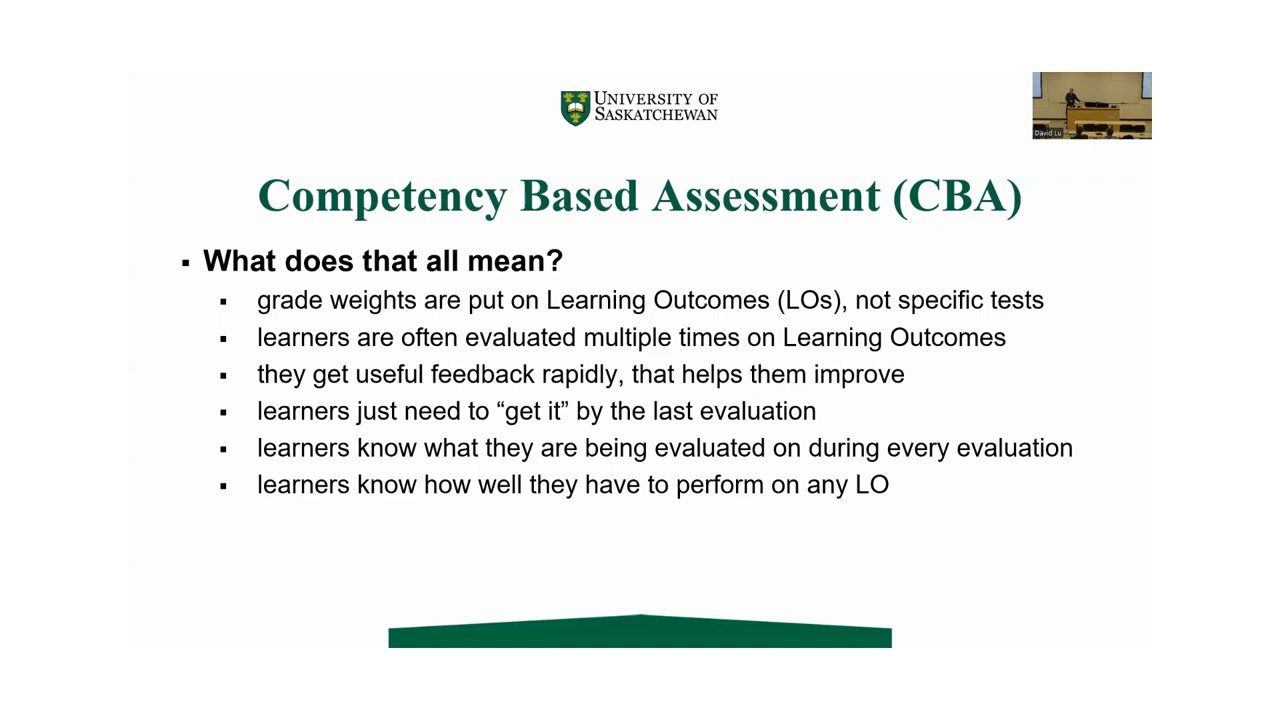 UNIVERSITY OF
SASKATCHEWAN
David Lu
Competency Based Assessment (CBA)
▪ What does that all mean?
▪ grade weights are put on Learning Outcomes (LOs), not specific tests
▪ learners are often evaluated multiple times on Learning Outcomes
▪ they get useful feedback rapidly, that helps them improve
▪ learners just need to “get it” by the last evaluation
▪ learners know what they are being evaluated on during every evaluation
▪ learners know how well they have to perform on any LO